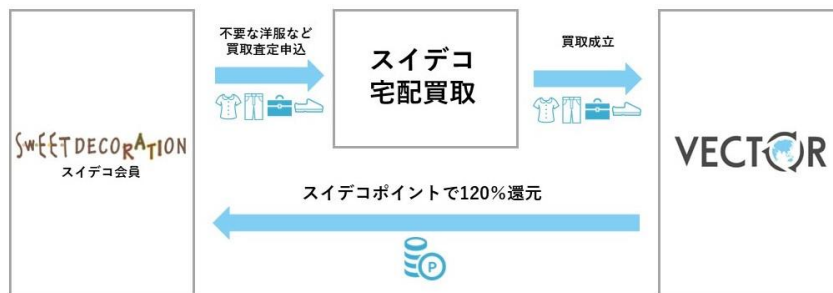 不要な洋服など
買取査定申込
スイデコ
宅配買取
買取成立
SWEET DECORATION
スイデコ会員
VECTOR
スイデコポイントで120%還元
P